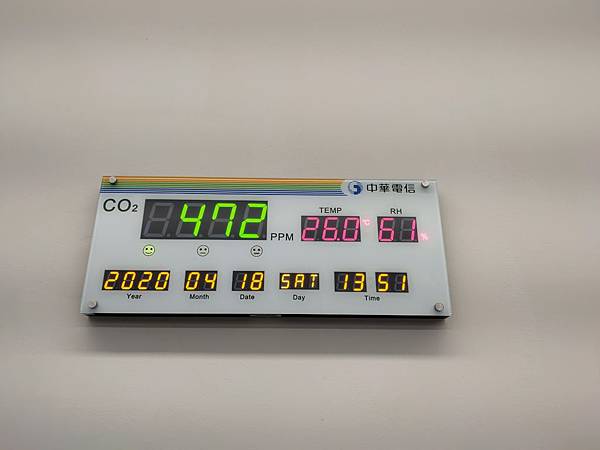 中華電信
CO2 472 PPM
TEMP 26.0 °C
RH 61 %
2020 04 18 SAT 13 51
Year Month Date Day Time